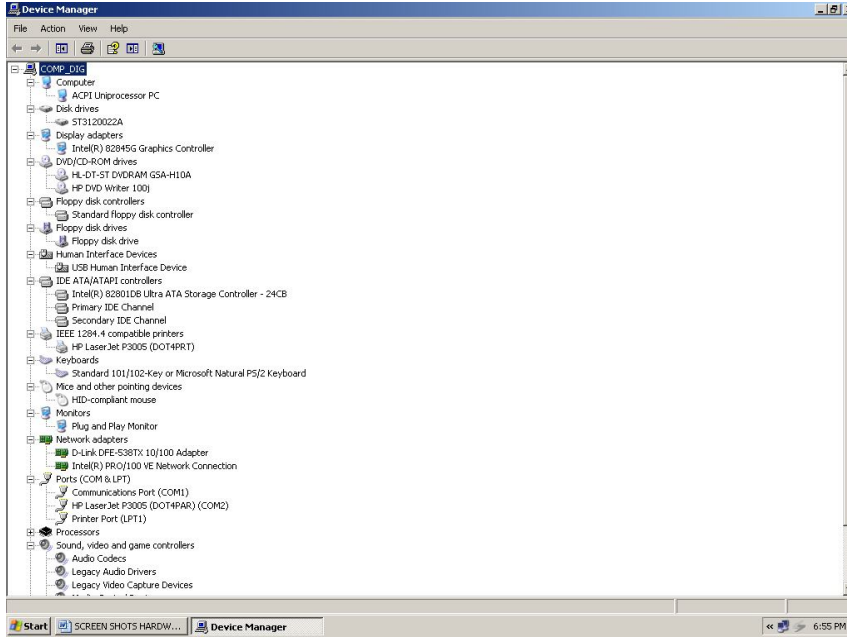 Device Manager
File Action View Help
COMP_DIG
Computer
ACPI Uniprocessor PC
Disk drives
ST3120022A
Display adapters
Intel(R) 82845G Graphics Controller
DVD/CD-ROM drives
HL-DT-ST DVDRAM GSA-H10A
HP DVD Writer 100j
Floppy disk controllers
Standard floppy disk controller
Floppy disk drives
Floppy disk drive
Human Interface Devices
USB Human Interface Device
IDE ATA/ATAPI controllers
Intel(R) 82801DB Ultra ATA Storage Controller - 24CB
Primary IDE Channel
Secondary IDE Channel
IEEE 1284.4 compatible printers
HP LaserJet P3005 (DOT4PRT)
Keyboards
Standard 101/102-Key or Microsoft Natural PS/2 Keyboard
Mice and other pointing devices
HID-compliant mouse
Monitors
Plug and Play Monitor
Network adapters
D-Link DFE-538TX 10/100 Adapter
Intel(R) PRO/100 VE Network Connection
Ports (COM & LPT)
Communications Port (COM1)
HP LaserJet P3005 (DOT4PAR) (COM2)
Printer Port (LPT1)
Processors
Sound, video and game controllers
Audio Codecs
Legacy Audio Drivers
Legacy Video Capture Devices
Start SCREEN SHOTS HARDW... Device Manager « 6:55 PM